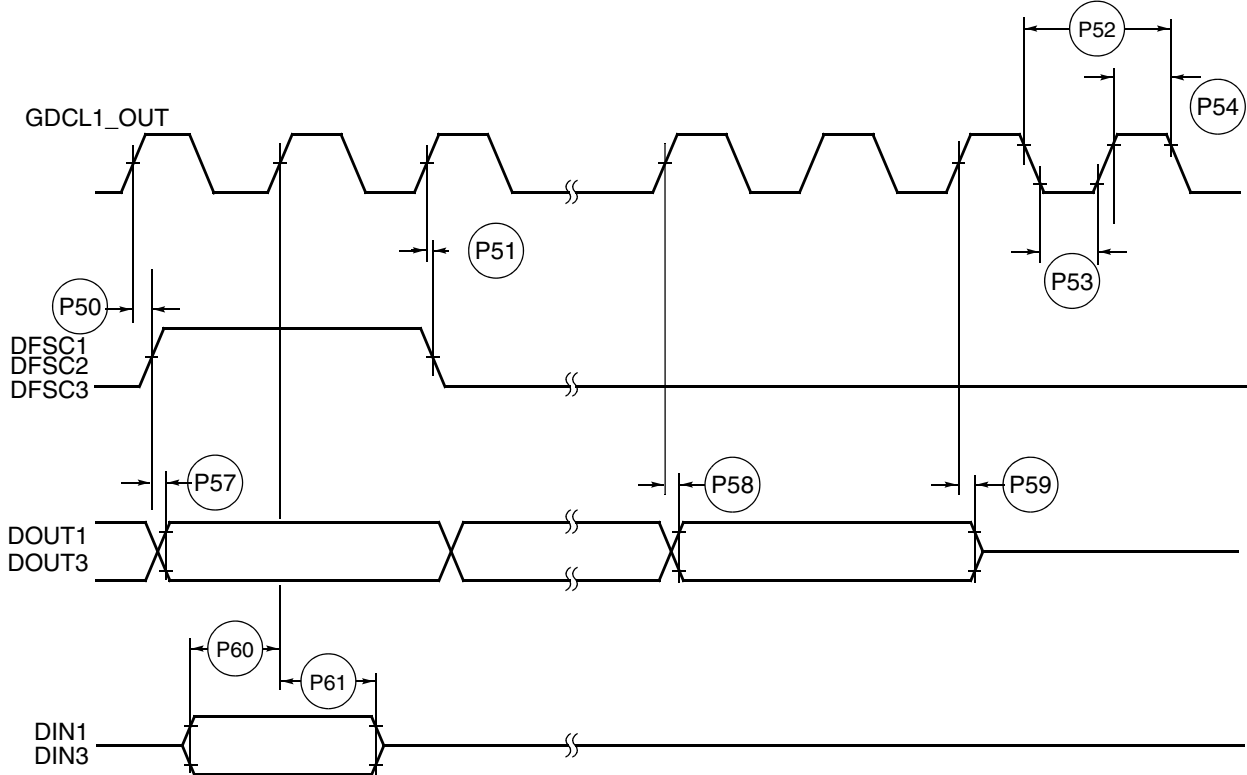 P52
P54
GDCL1_OUT
P51
P53
P50
DFSC1
DFSC2
DFSC3
P57
P58
P59
DOUT1
DOUT3
P60
P61
DIN1
DIN3